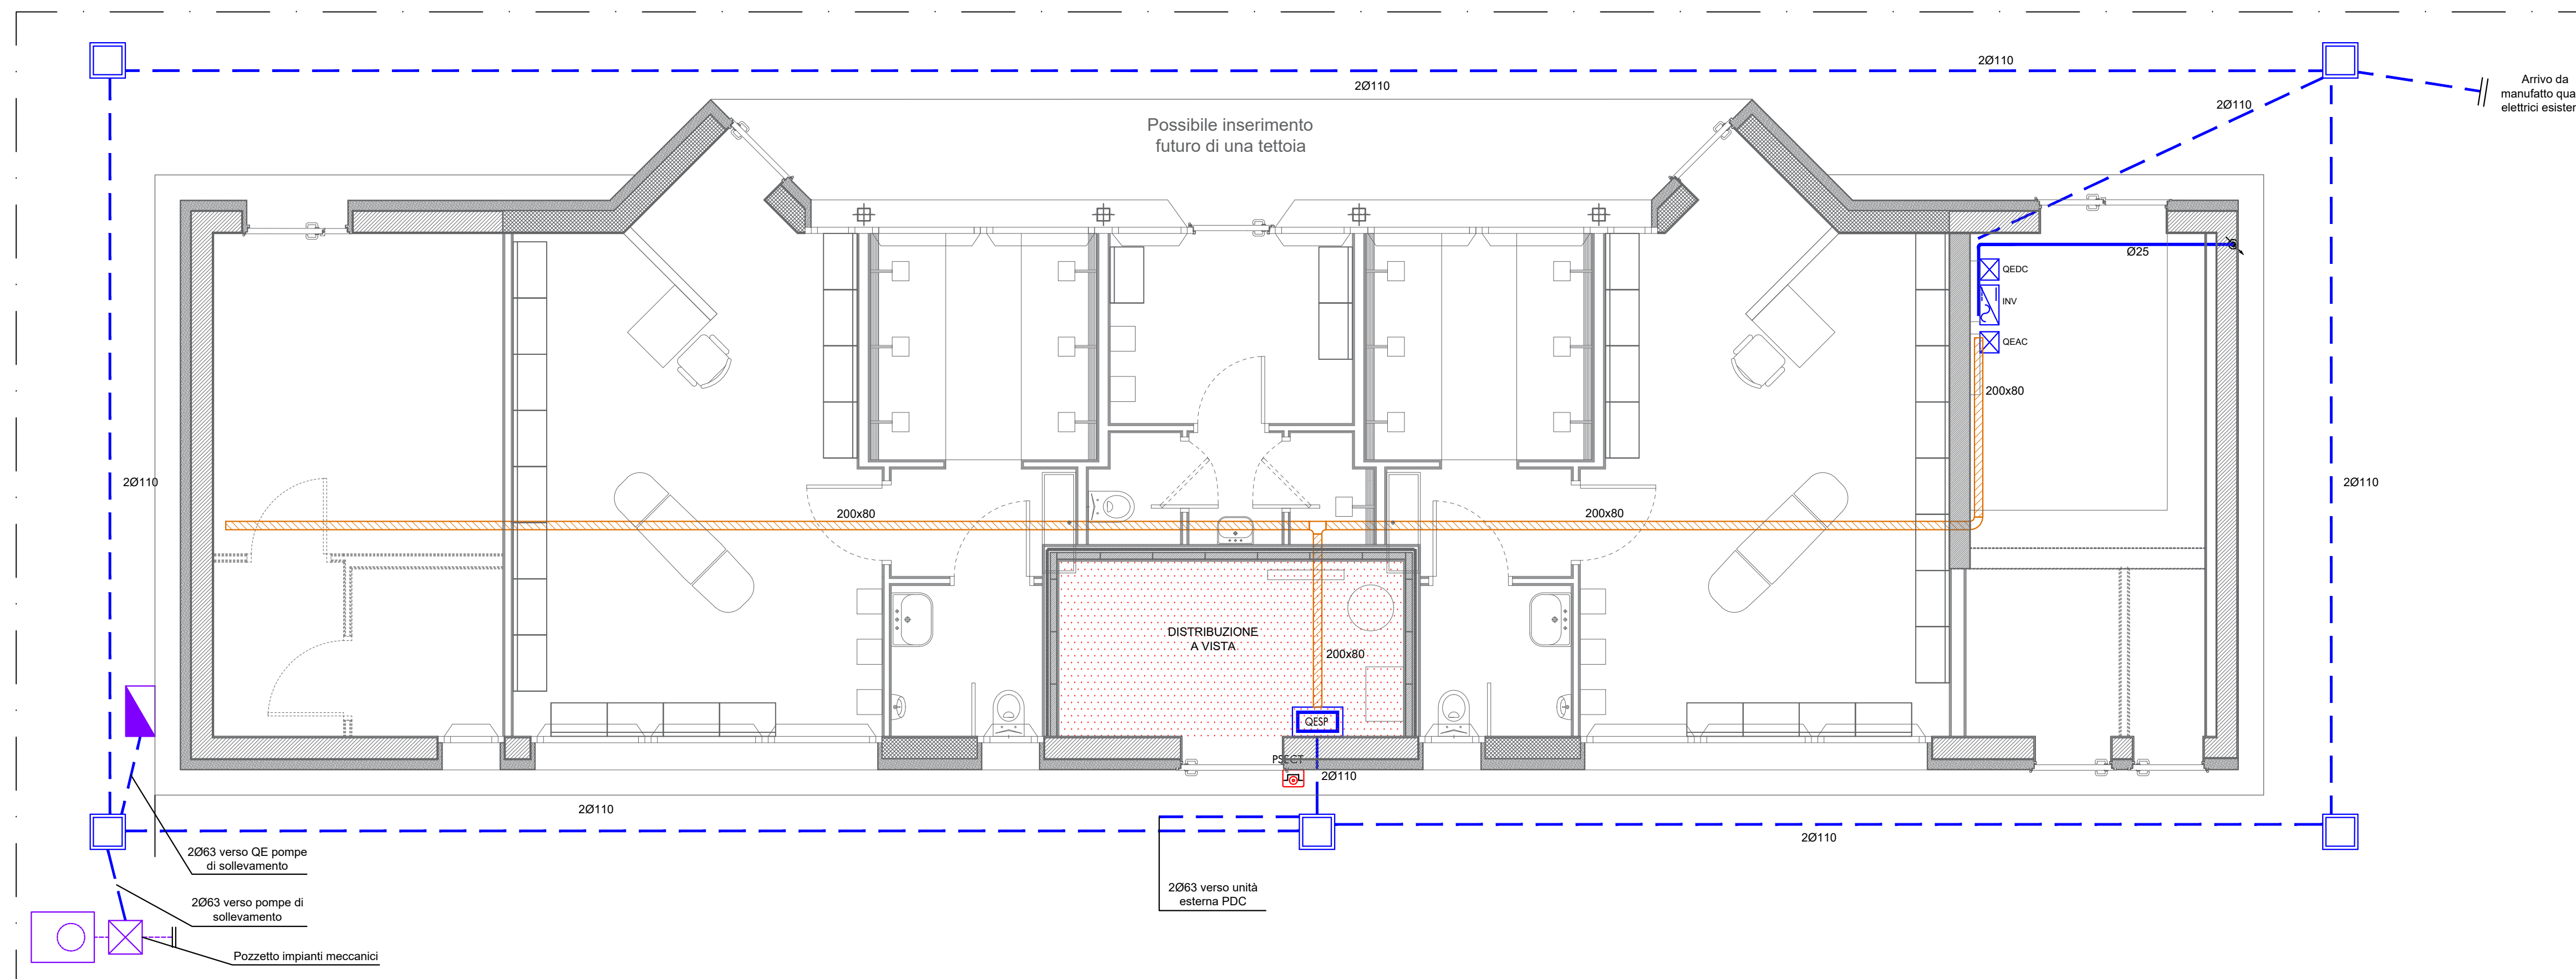 2Ø110
2Ø110
2Ø110
Arrivo da
manufatto
elettrici
Possibile inserimento
futuro di una tettoia
Ø25
QEDC
INV
QEAC
200x80
2Ø110
200x80
200x80
2Ø110
DISTRIBUZIONE
A VISTA
200x80
QESP
PSECT
2Ø110
2Ø110
2Ø110
2Ø63 verso QE pompe
di sollevamento
2Ø63 verso pompe di
sollevamento
2Ø63 verso unità
esterna PDC
Pozzetto impianti meccanici